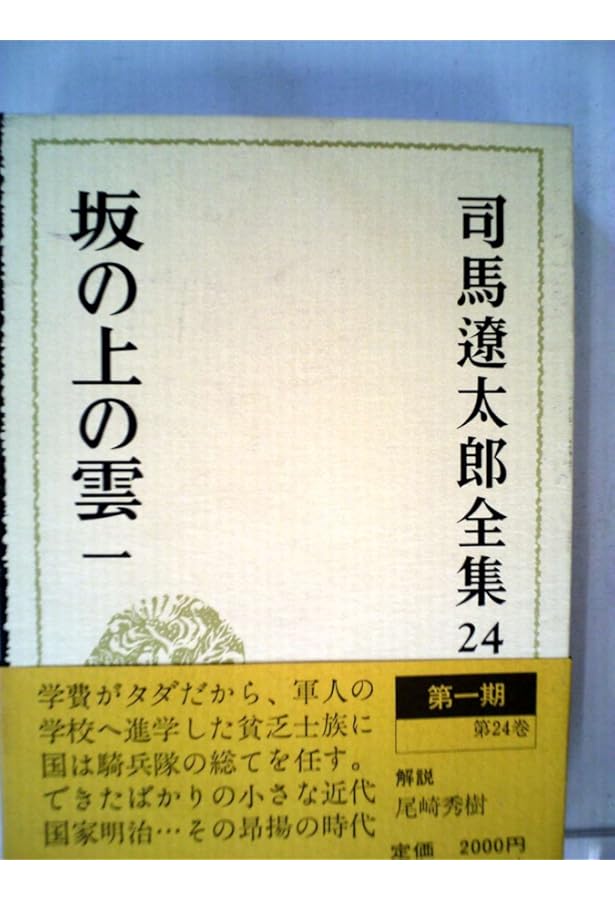 司馬遼太郎全集24
坂の上の雲 一
学費がタダだから、軍人の
学校へ進学した貧乏士族に
国は騎兵隊の総てを任す。
できたばかりの小さな近代
国家明治…その昂揚の時代
第一期
第24巻
解説
尾崎秀樹
定価 2000円